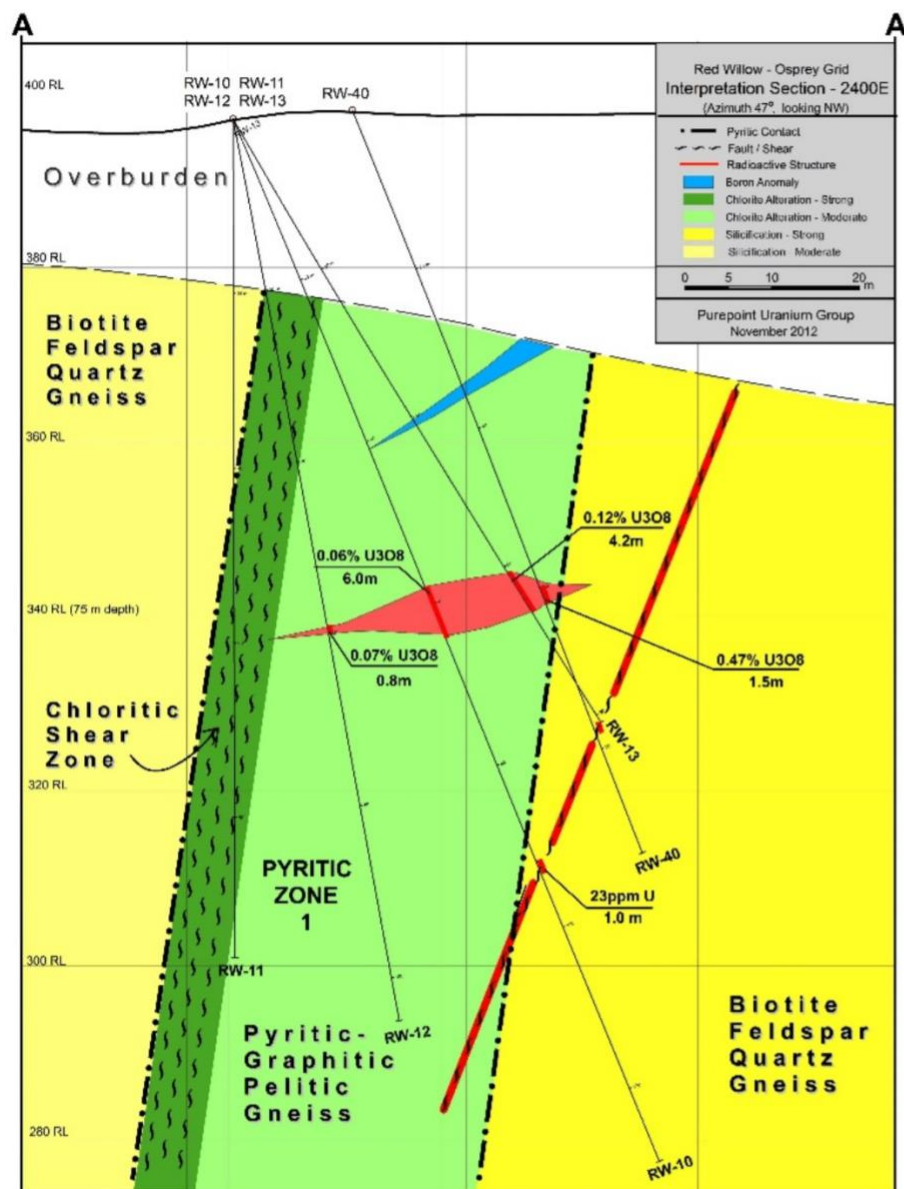 A A
400 RL
RW-10 RW-11
RW-12 RW-13
RW-40
RW-13
Red Willow - Osprey Grid
Interpretation Section - 2400E
(Azimuth 47°, looking NW)
Pyritic Contact
Fault / Shear
Radioactive Structure
Boron Anomaly
Chlorite Alteration - Strong
Chlorite Alteration - Moderate
Silicification - Strong
Silicification - Moderate
0 5 10 20
m
Purepoint Uranium Group
November 2012
Overburden
380 RL
Biotite
Feldspar
Quartz
Gneiss
360 RL
0.12% U3O8
4.2m
0.06% U3O8
6.0m
340 RL (75 m depth)
0.07% U3O8
0.8m
0.47% U3O8
1.5m
Chloritic
Shear
Zone
RW-13
320 RL
RW-40
PYRITIC
ZONE
1
23ppm U
1.0 m
300 RL
RW-11
RW-12
Pyritic-
Graphitic
Pelitic
Gneiss
Biotite
Feldspar
Quartz
Gneiss
280 RL
RW-10